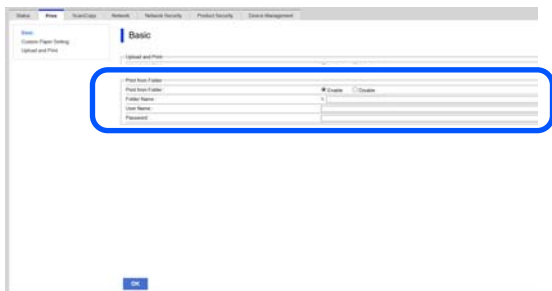 Status Print Scan/Copy Network Network Security Product Security Device Management
Basic
Custom Paper Setting
Upload and Print
Basic
Upload and Print
Print from Folder
Print from Folder : Enable Disable
Folder Name : \\
User Name :
Password :
OK